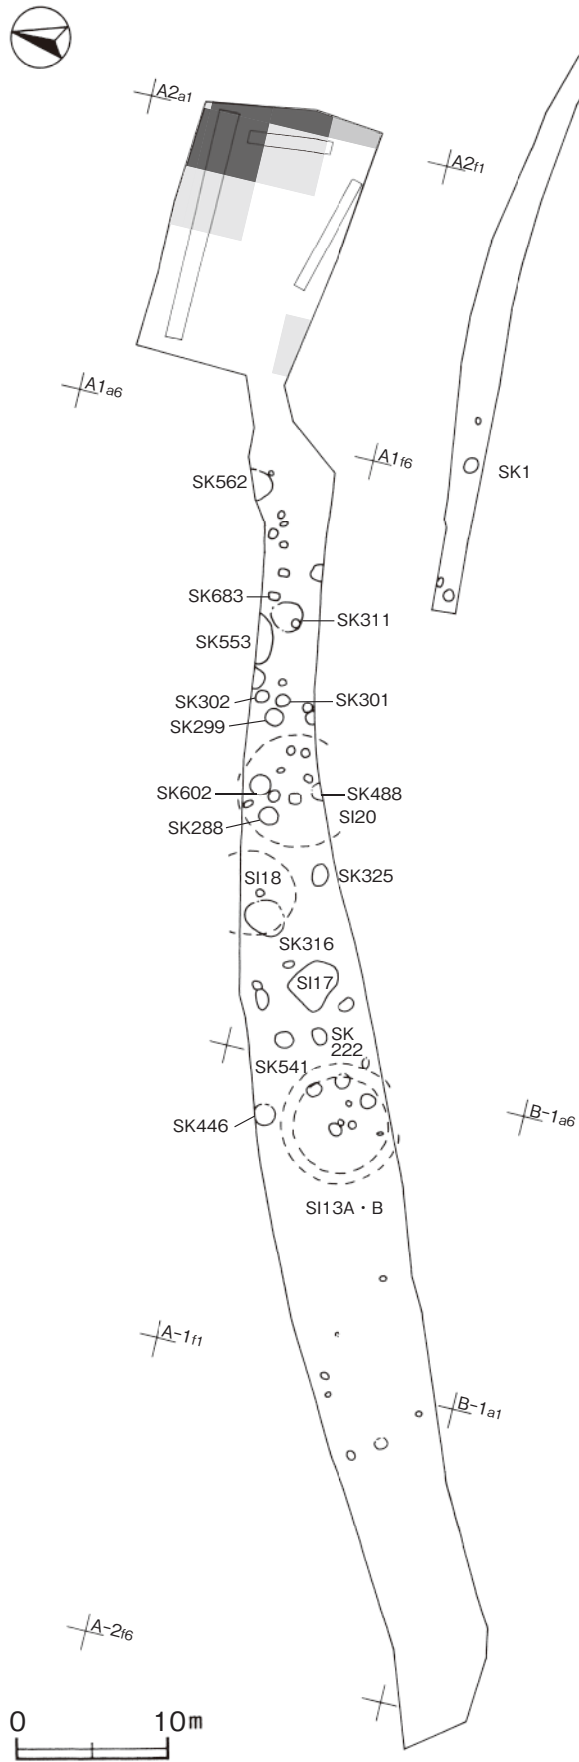 A2a1
A2f1
A1a6
A1f6
SK562
SK1
SK683
SK311
SK553
SK302
SK301
SK299
SK602
SK488
SI20
SK288
SI18
SK325
SK316
SI17
SK
222
SK541
SK446
B-1a6
SI13A・B
A-1f1
B-1a1
A-2f6
0 10m